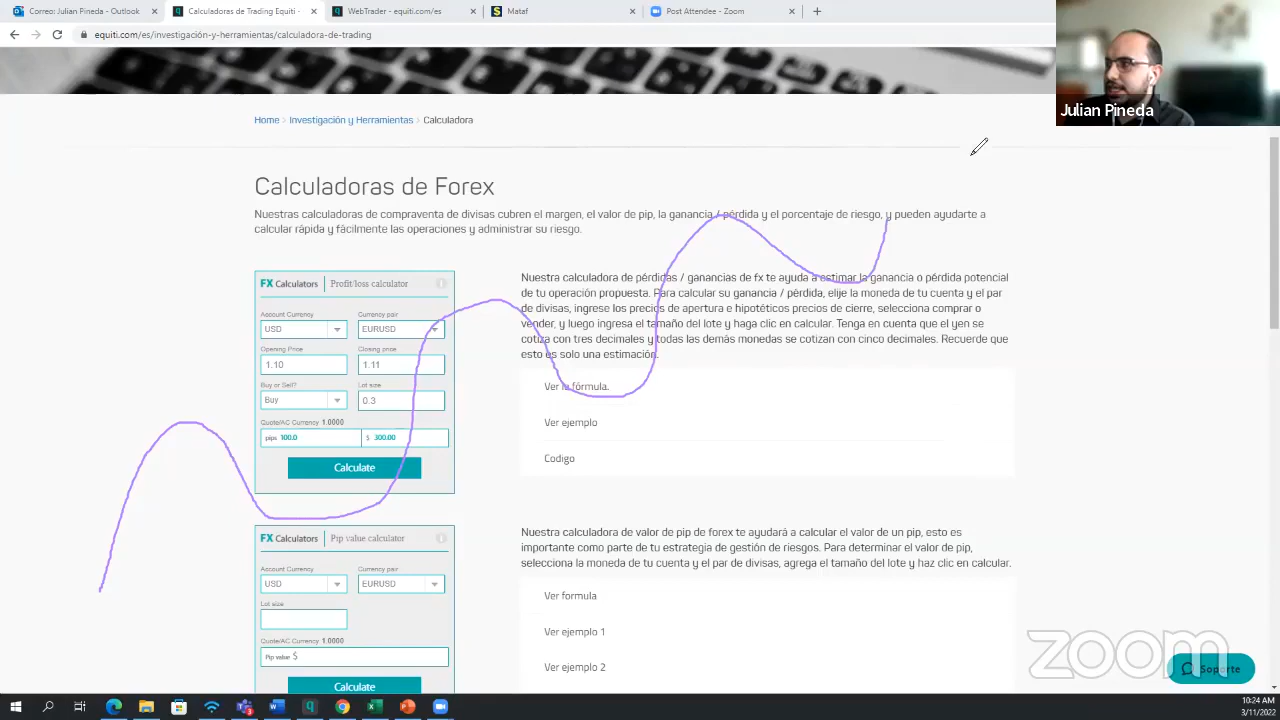 Correo: Julian Pineda - Outlook
Calculadoras de Trading Equiti -
WebTrader - equiti.com/es
Mataf
Post Attendee - Zoom
equiti.com/es/investigación-y-herramientas/calculadora-de-trading
Julian Pineda
Home > Investigación y Herramientas > Calculadora
Calculadoras de Forex
Nuestras calculadoras de compraventa de divisas cubren el margen, el valor de pip, la ganancia / pérdida y el porcentaje de riesgo, y pueden ayudarte a
calcular rápida y fácilmente las operaciones y administrar su riesgo.
FX Calculators | Profit/loss calculator
Account Currency
Currency pair
USD
EURUSD
Opening Price
Closing price
1.10
1.11
Buy or Sell?
Lot size
Buy
0.3
Quote/AC Currency 1.0000
pips 100.0
$ 300.00
Calculate
Nuestra calculadora de pérdidas / ganancias de fx te ayuda a estimar la ganancia o pérdida potencial
de tu operación propuesta. Para calcular su ganancia / pérdida, elije la moneda de tu cuenta y el par
de divisas, ingrese los precios de apertura e hipotéticos precios de cierre, selecciona comprar o
vender, y luego ingresa el tamaño del lote y haga clic en calcular. Tenga en cuenta que el yen se
cotiza con tres decimales y todas las demás monedas se cotizan con cinco decimales. Recuerde que
esto es solo una estimación.
Ver la fórmula.
Ver ejemplo
Codigo
FX Calculators | Pip value calculator
Account Currency
Currency pair
USD
EURUSD
Lot size
Quote/AC Currency 1.0000
Pip value $
Calculate
Nuestra calculadora de valor de pip de forex te ayudará a calcular el valor de un pip, esto es
importante como parte de tu estrategia de gestión de riesgos. Para determinar el valor de pip,
selecciona la moneda de tu cuenta y el par de divisas, agrega el tamaño del lote y haz clic en calcular.
Ver formula
Ver ejemplo 1
Ver ejemplo 2
zoom
Soporte
10:24 AM
3/11/2022